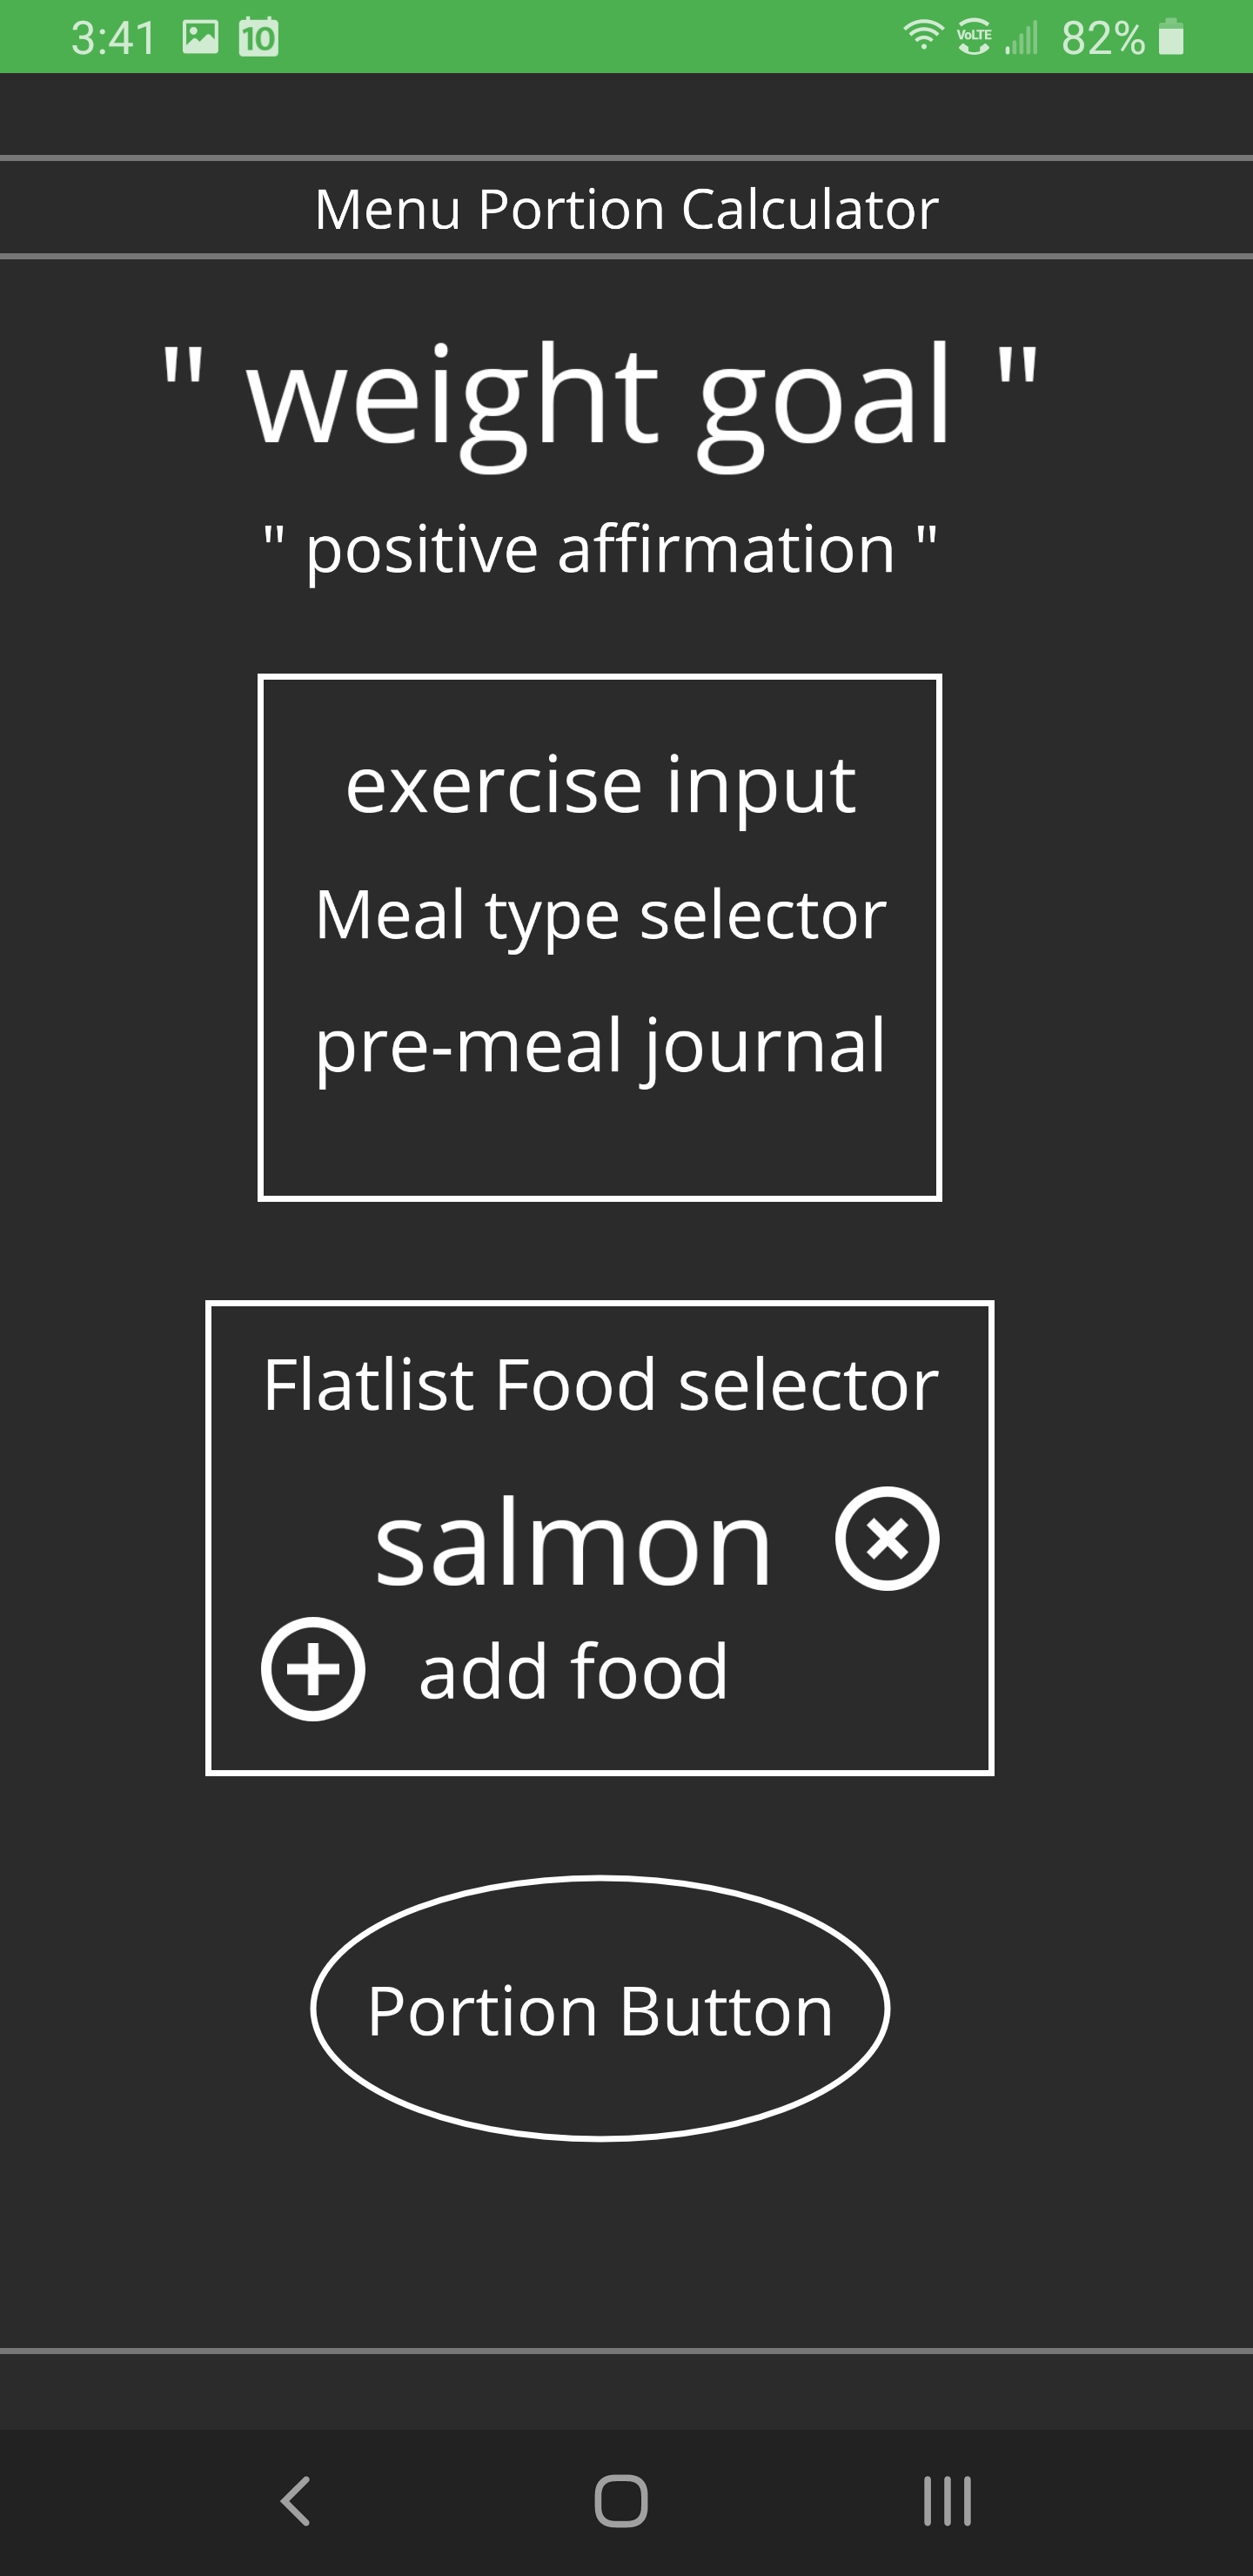 3:41 10 VoLTE 82%
Menu Portion Calculator
" weight goal "
" positive affirmation "
exercise input
Meal type selector
pre-meal journal
Flatlist Food selector
salmon
add food
Portion Button